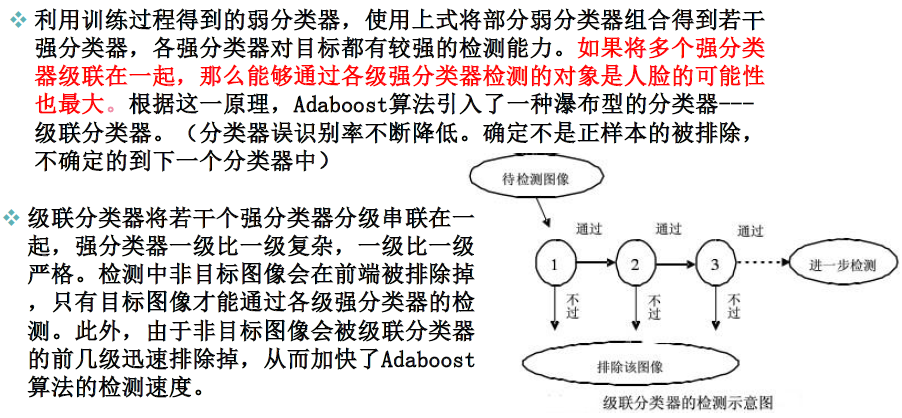 利用训练过程得到的弱分类器，使用上式将部分弱分类器组合得到若干
强分类器，各强分类器对目标都有较强的检测能力。如果将多个强分类
器级联在一起，那么能够通过各级强分类器检测的对象是人脸的可能性
也最大。根据这一原理，Adaboost算法引入了一种瀑布型的分类器---
级联分类器。（分类器误识别率不断降低。确定不是正样本的被排除，
不确定的到下一个分类器中）
级联分类器将若干个强分类器分级串联在一
起，强分类器一级比一级复杂，一级比一级
严格。检测中非目标图像会在前端被排除掉
，只有目标图像才能通过各级强分类器的检
测。此外，由于非目标图像会被级联分类器
的前几级迅速排除掉，从而加快了Adaboost
算法的检测速度。
待检测图像
通过
通过
通过
1
2
3
进一步检测
不过
不过
不过
排除该图像
级联分类器的检测示意图